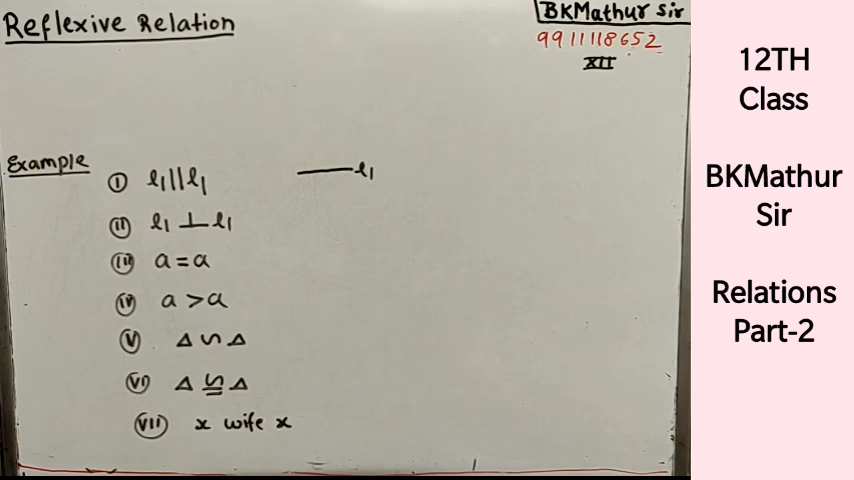 Reflexive Relation
BKMathur Sir
9911118652
XII
Example
(i) l₁ || l₁
l₁
(ii) l₁ ⊥ l₁
(iii) a = a
(iv) a > a
(v) Δ ∽ Δ
(vi) Δ ≌ Δ
(vii) x wife x
12TH
Class
BKMathur
Sir
Relations
Part-2